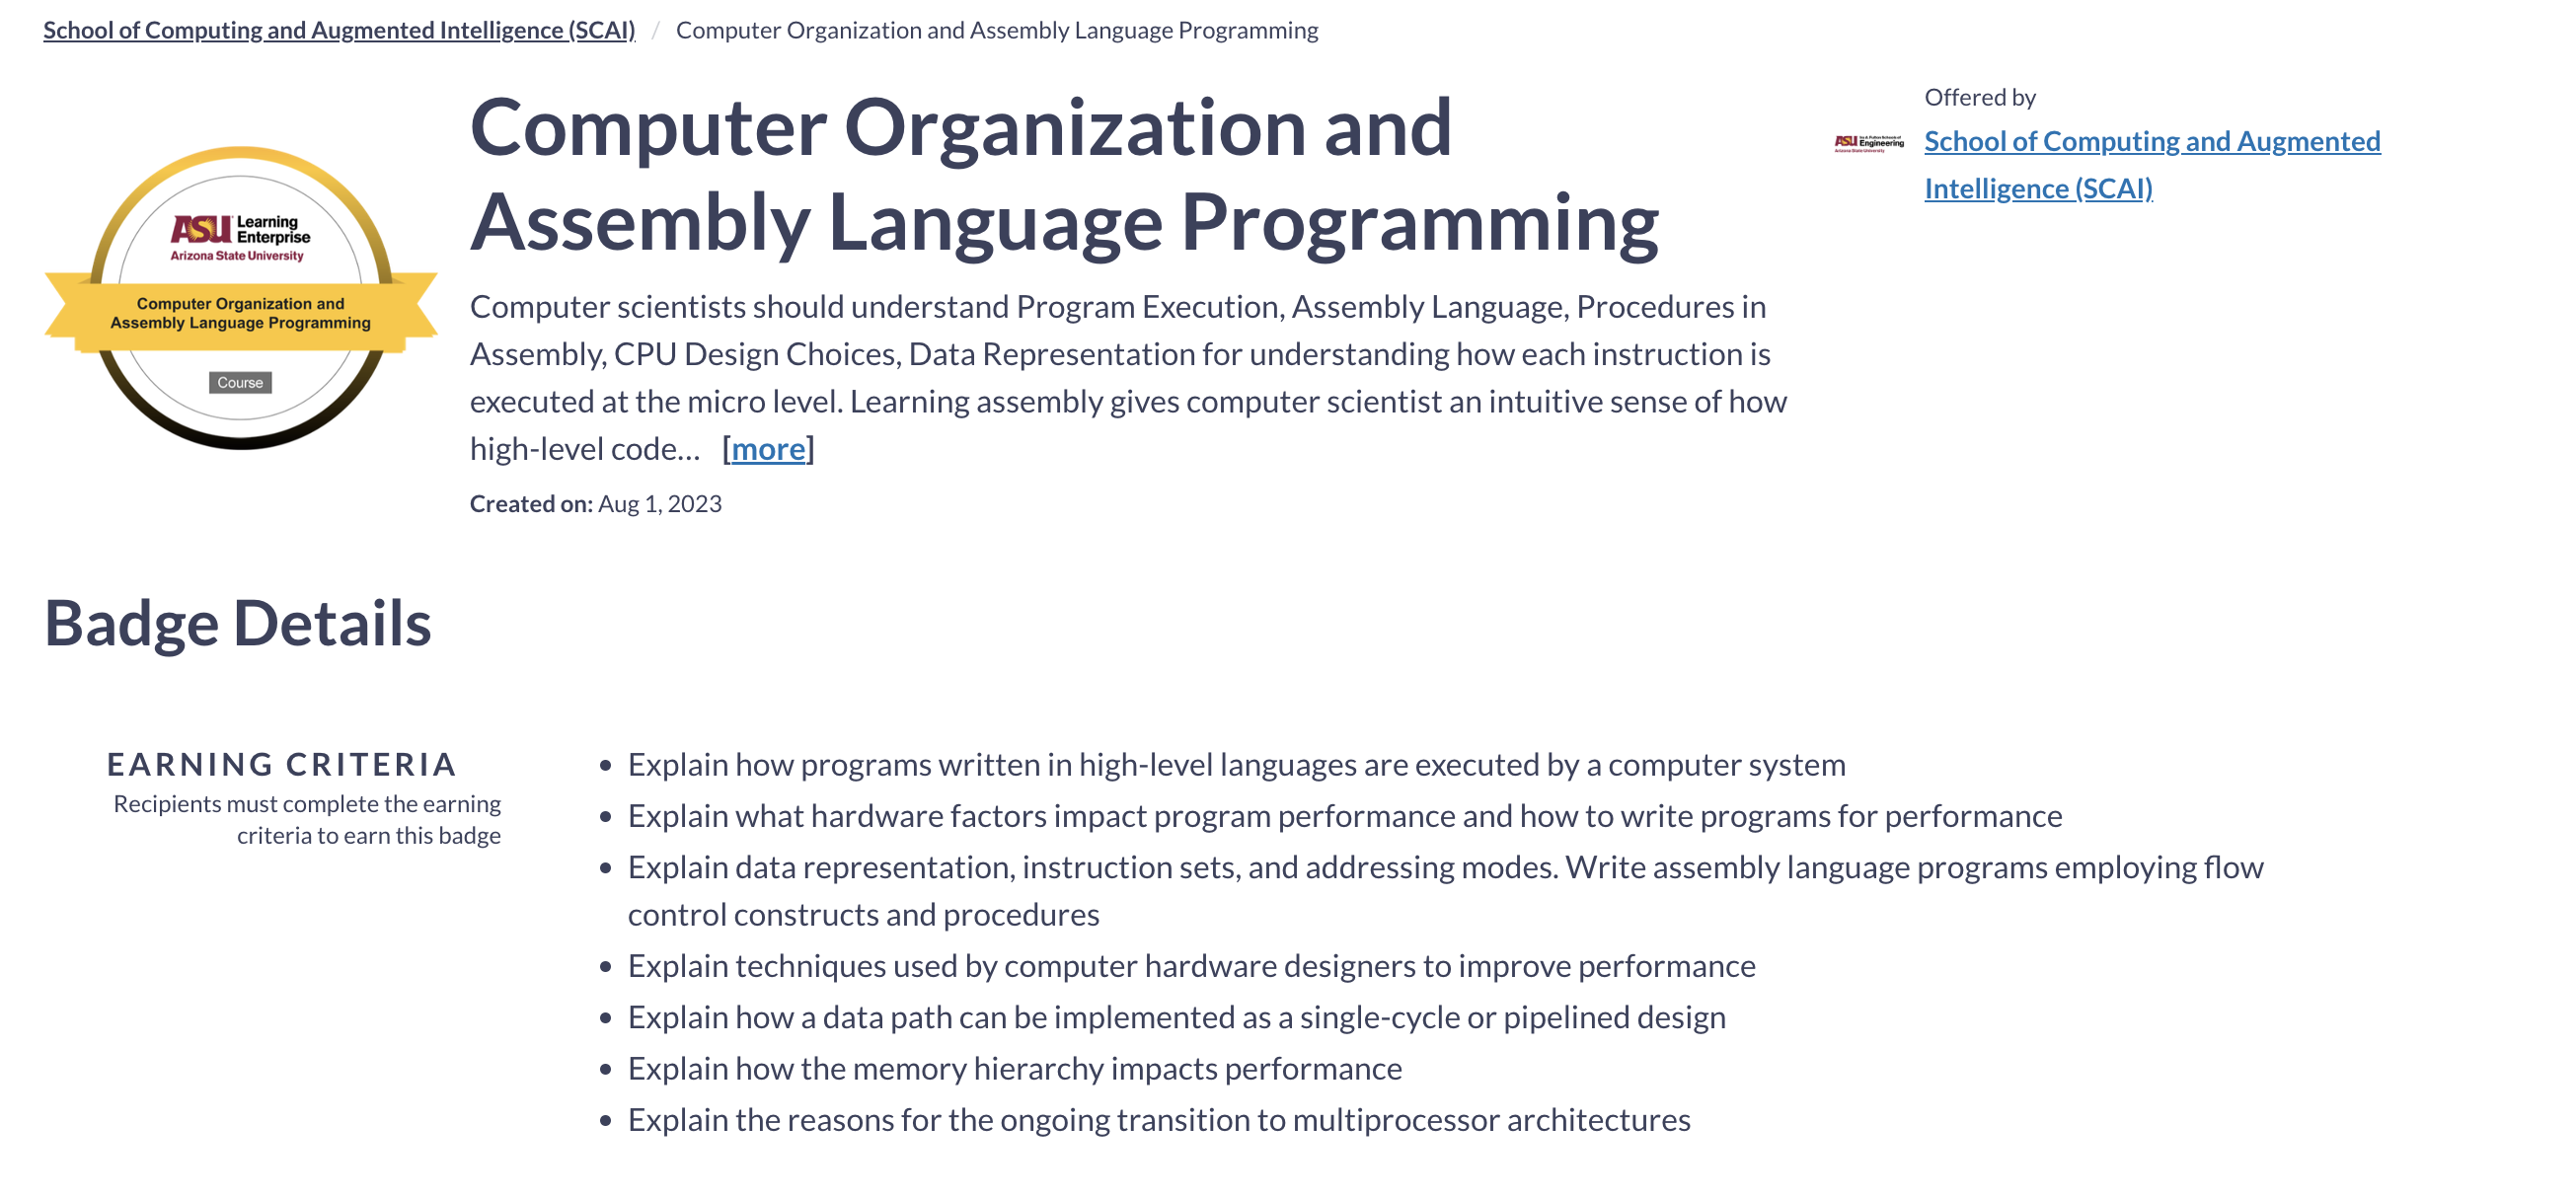 School of Computing and Augmented Intelligence (SCAI) / Computer Organization and Assembly Language Programming
ASU Learning
Enterprise
Arizona State University
Computer Organization and
Assembly Language Programming
Course
Computer Organization and
Assembly Language Programming
Computer scientists should understand Program Execution, Assembly Language, Procedures in
Assembly, CPU Design Choices, Data Representation for understanding how each instruction is
executed at the micro level. Learning assembly gives computer scientist an intuitive sense of how
high-level code... [more]
Created on: Aug 1, 2023
Offered by
ASU Ira A. Fulton Schools of
Engineering
Arizona State University
School of Computing and Augmented
Intelligence (SCAI)
Badge Details
EARNING CRITERIA
Recipients must complete the earning
criteria to earn this badge
• Explain how programs written in high-level languages are executed by a computer system
• Explain what hardware factors impact program performance and how to write programs for performance
• Explain data representation, instruction sets, and addressing modes. Write assembly language programs employing flow
control constructs and procedures
• Explain techniques used by computer hardware designers to improve performance
• Explain how a data path can be implemented as a single-cycle or pipelined design
• Explain how the memory hierarchy impacts performance
• Explain the reasons for the ongoing transition to multiprocessor architectures